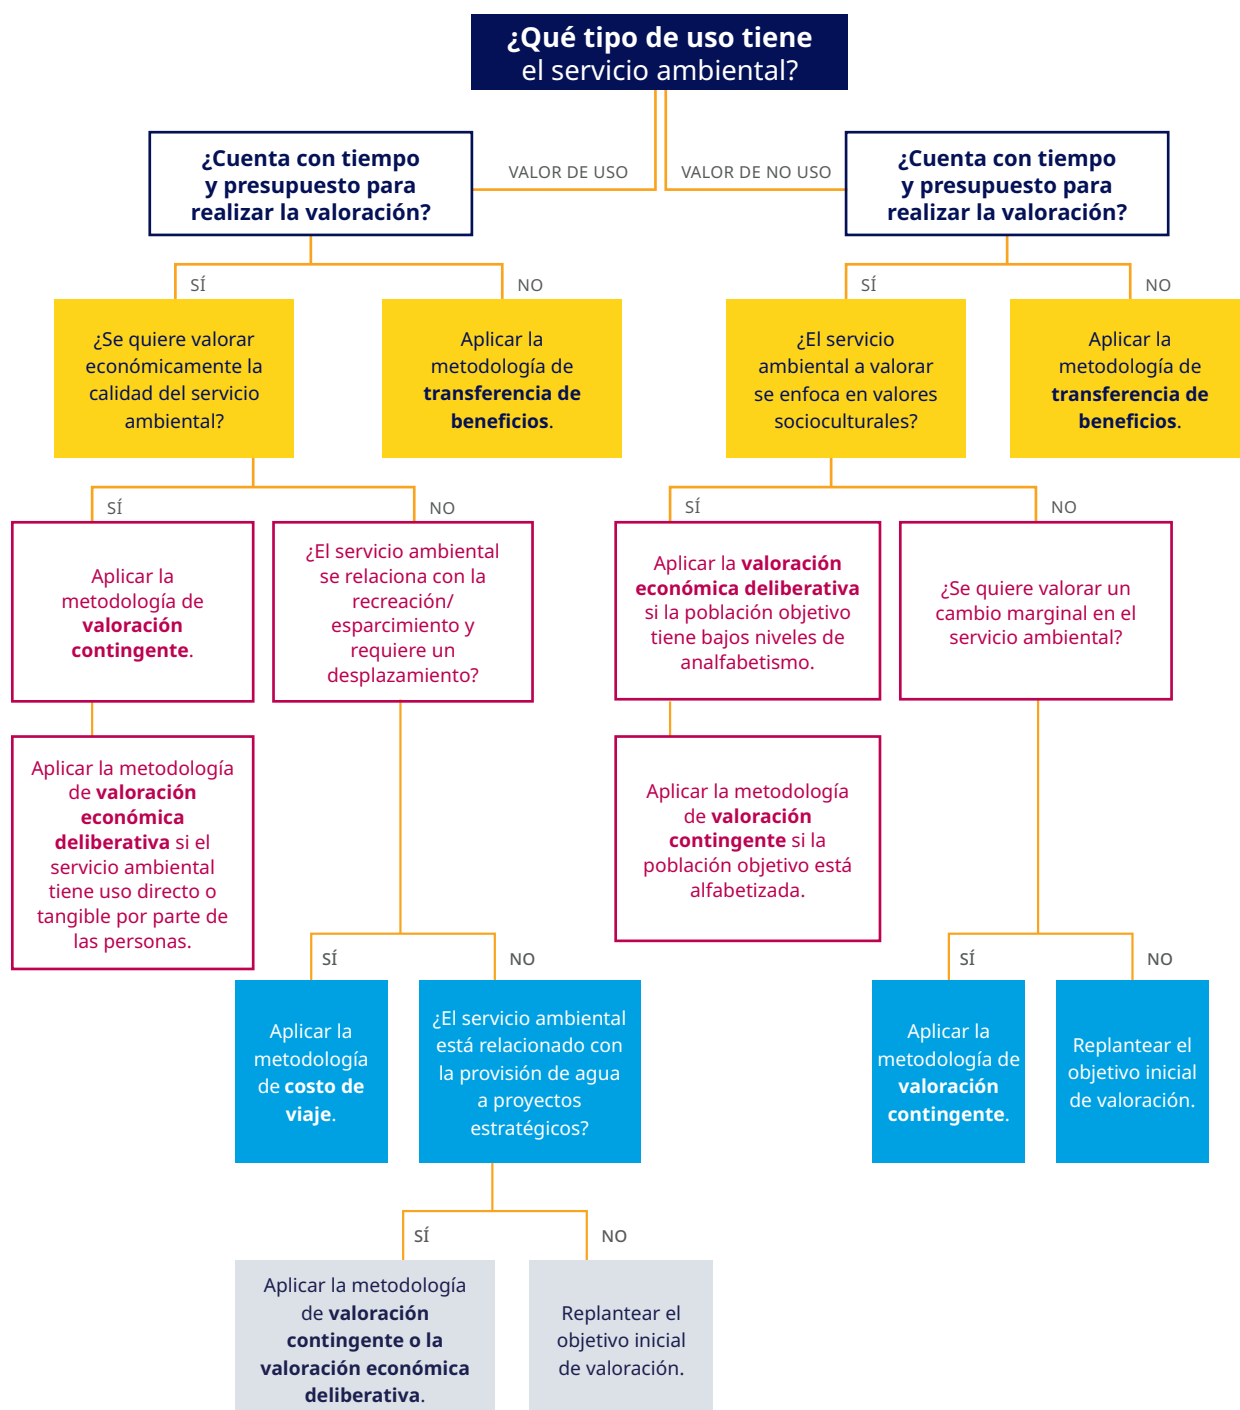 ¿Qué tipo de uso tiene
el servicio ambiental?
¿Cuenta con tiempo
y presupuesto para
realizar la valoración?
VALOR DE USO
VALOR DE NO USO
¿Cuenta con tiempo
y presupuesto para
realizar la valoración?
SÍ
NO
SÍ
NO
¿Se quiere valorar
económicamente la
calidad del servicio
ambiental?
Aplicar la
metodología de
transferencia de
beneficios.
¿El servicio
ambiental a valorar
se enfoca en valores
socioculturales?
Aplicar la
metodología de
transferencia de
beneficios.
SÍ
NO
SÍ
NO
Aplicar la
metodología de
valoración
contingente.
¿El servicio ambiental
se relaciona con la
recreación/
esparcimiento y
requiere un
desplazamiento?
Aplicar la valoración
económica deliberativa
si la población objetivo
tiene bajos niveles de
analfabetismo.
¿Se quiere valorar un
cambio marginal en el
servicio ambiental?
Aplicar la metodología
de valoración
económica
deliberativa si el
servicio ambiental
tiene uso directo o
tangible por parte de
las personas.
Aplicar la metodología
de valoración
contingente si la
población objetivo está
alfabetizada.
SÍ
NO
SÍ
NO
Aplicar la
metodología
de costo de
viaje.
¿El servicio ambiental
está relacionado con
la provisión de agua
a proyectos
estratégicos?
Aplicar la
metodología de
valoración
contingente.
Replantear el
objetivo inicial
de valoración.
SÍ
NO
Aplicar la metodología
de valoración
contingente o la
valoración económica
deliberativa.
Replantear el
objetivo inicial
de valoración.